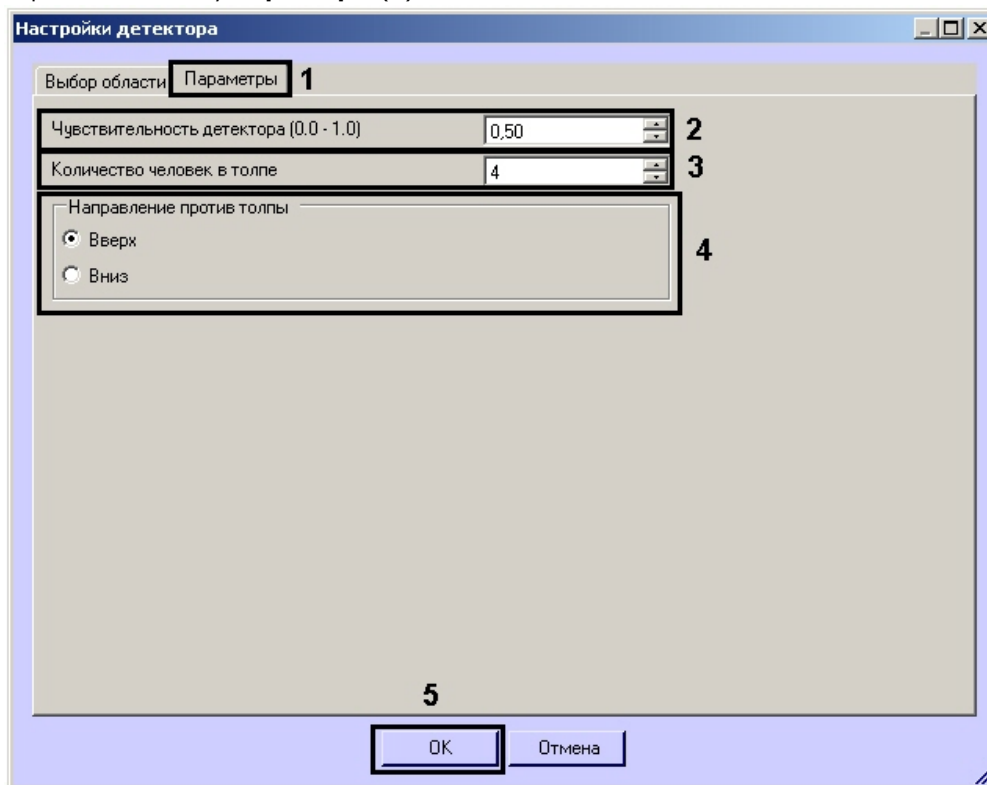 Настройки детектора
Выбор области Параметры 1
Чувствительность детектора (0.0 - 1.0) 0,50 2
Количество человек в толпе 4 3
Направление против толпы
Вверх
4
Вниз
5
OK Отмена